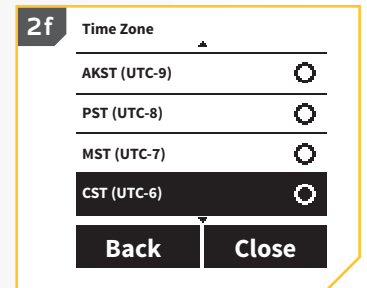 2f
Time Zone
AKST (UTC-9)
PST (UTC-8)
MST (UTC-7)
CST (UTC-6)
Back Close